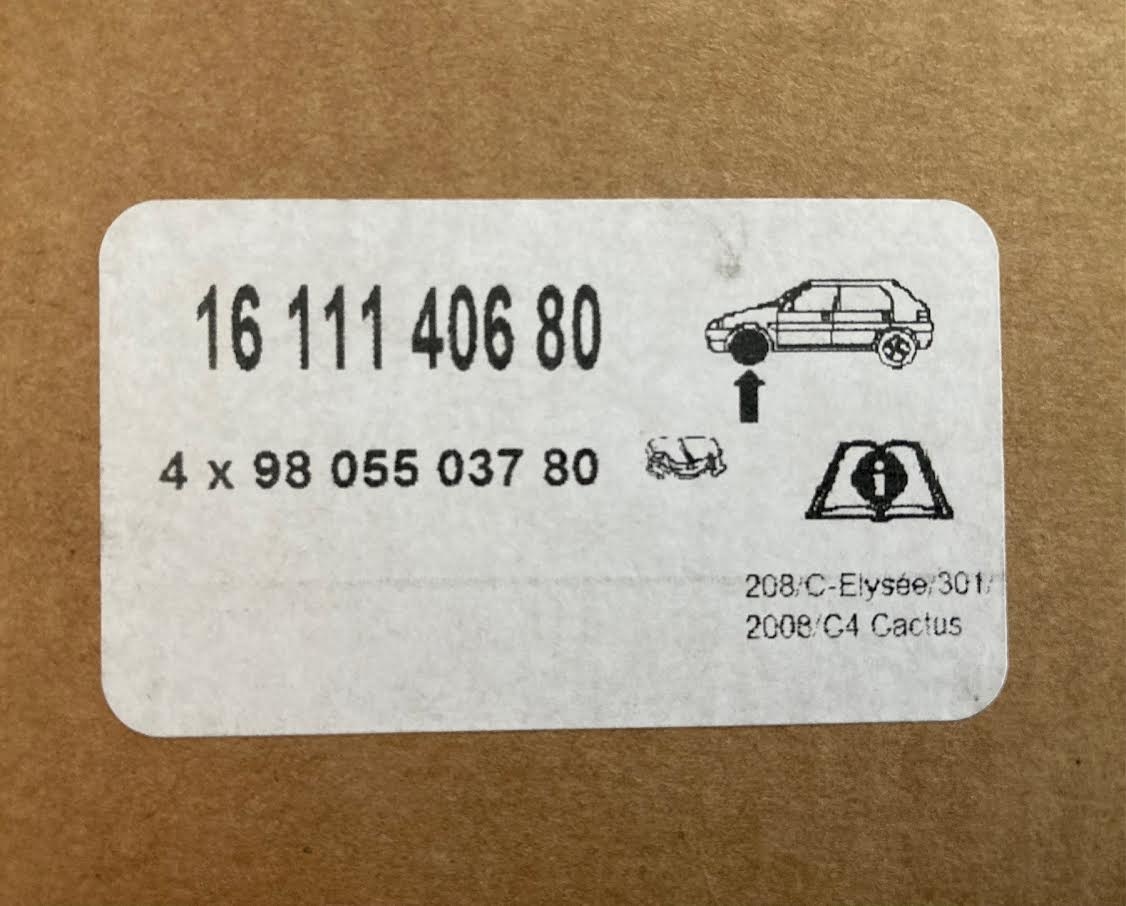 16 111 406 80
4 x 98 055 037 80
i
208/C-Elysée/301/
2008/C4 Cactus